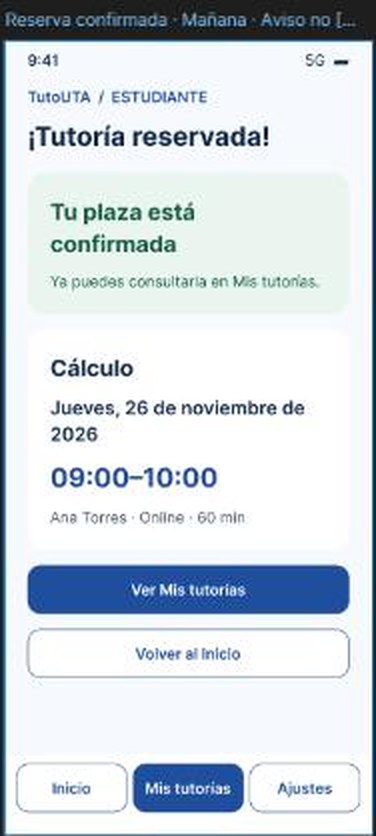 Reserva confirmada · Mañana · Aviso no [...
9:41
5G
TutoUTA / ESTUDIANTE
¡Tutoría reservada!
Tu plaza está
confirmada
Ya puedes consultarla en Mis tutorías.
Cálculo
Jueves, 26 de noviembre de
2026
09:00–10:00
Ana Torres · Online · 60 min
Ver Mis tutorías
Volver al Inicio
Inicio
Mis tutorías
Ajustes